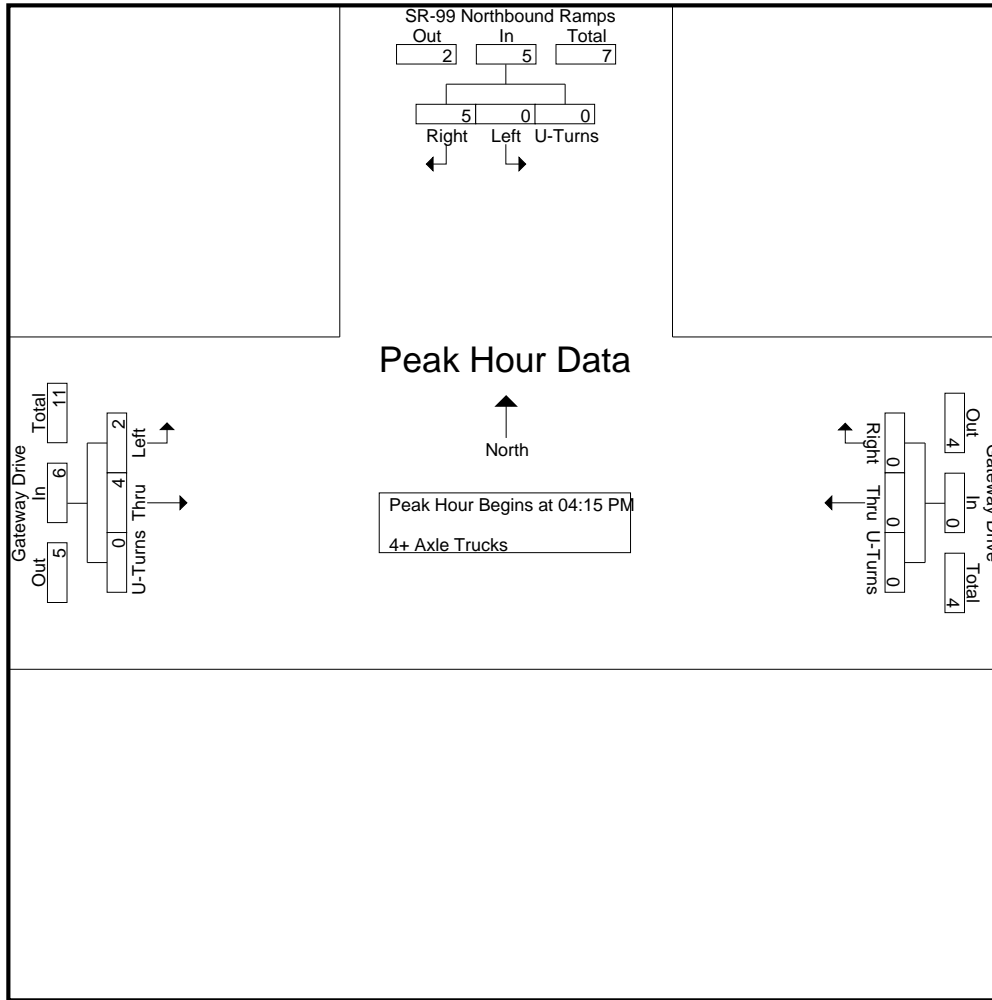 SR-99 Northbound Ramps
Out In Total
2 5 7
5 0 0
Right Left U-Turns
Peak Hour Data
North
Peak Hour Begins at 04:15 PM
4+ Axle Trucks
Gateway Drive
Out In Total
5 6 11
2 4 0
Left Thru U-Turns
Gateway Drive
Out In Total
4 0 4
0 0 0
Right Thru U-Turns